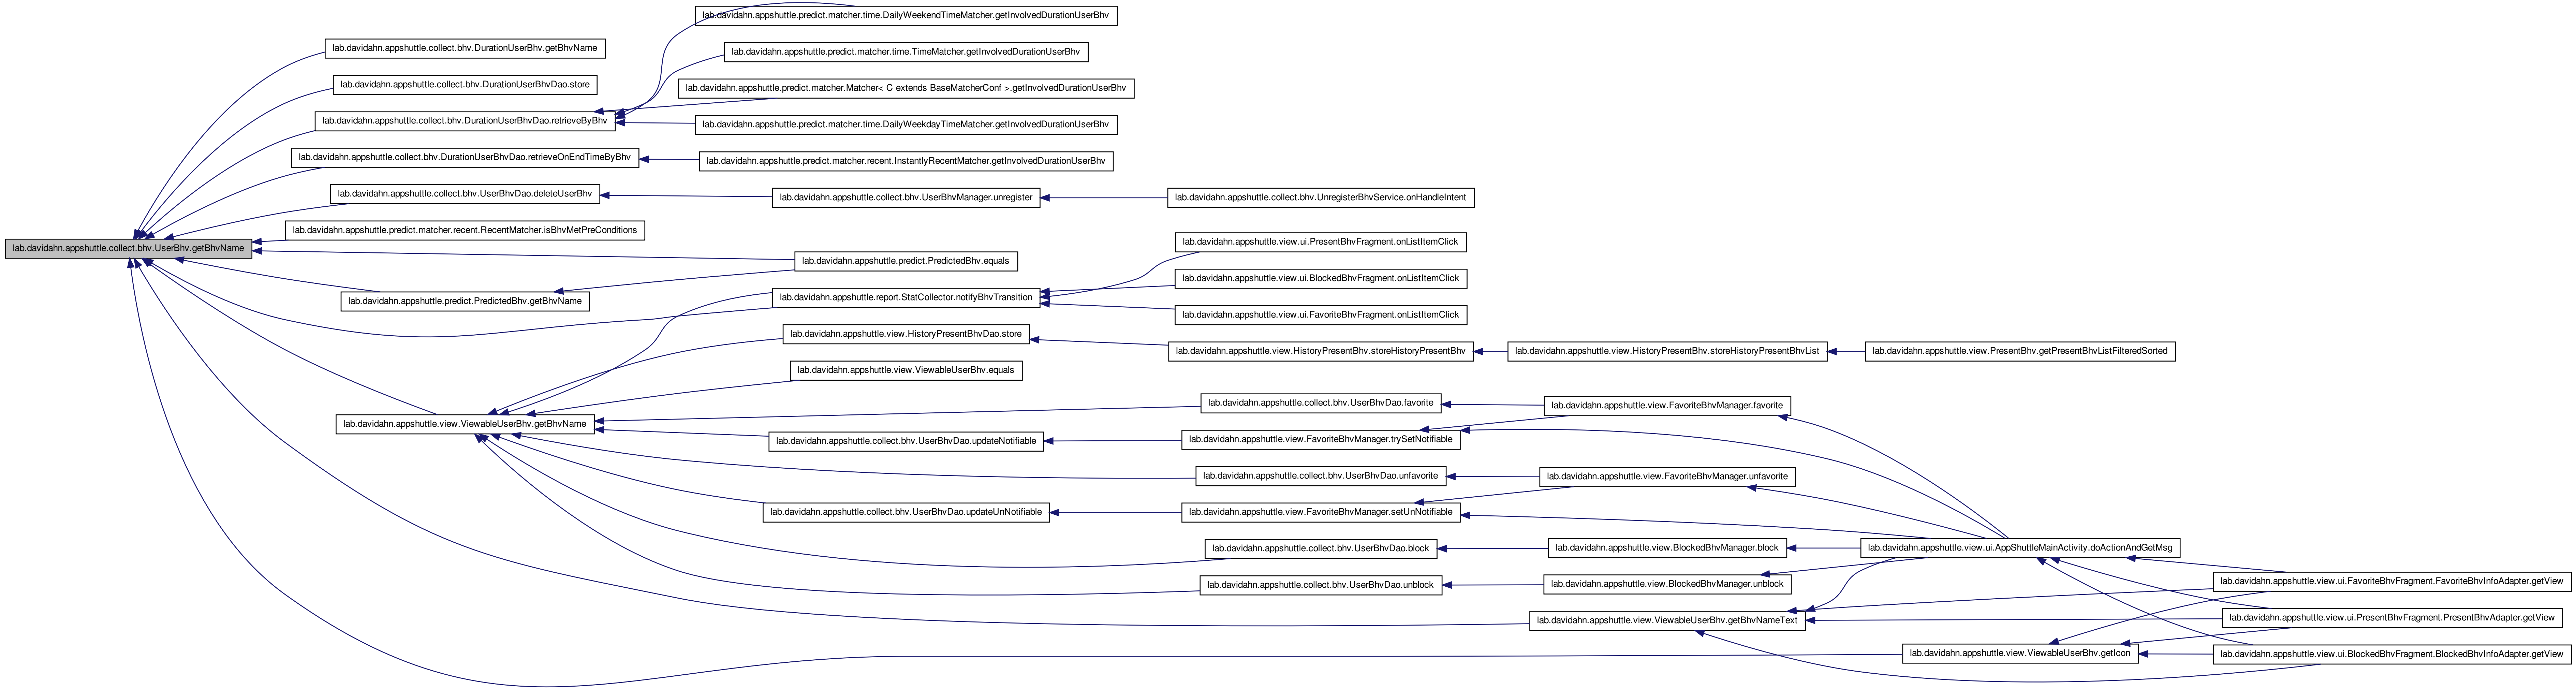 lab.davidahn.appshuttle.collect.bhv.UserBhv.getBhvName
lab.davidahn.appshuttle.collect.bhv.DurationUserBhv.getBhvName
lab.davidahn.appshuttle.collect.bhv.DurationUserBhvDao.store
lab.davidahn.appshuttle.collect.bhv.DurationUserBhvDao.retrieveByBhv
lab.davidahn.appshuttle.collect.bhv.DurationUserBhvDao.retrieveOnEndTimeByBhv
lab.davidahn.appshuttle.collect.bhv.UserBhvDao.deleteUserBhv
lab.davidahn.appshuttle.predict.matcher.recent.RecentMatcher.isBhvMetPreConditions
lab.davidahn.appshuttle.predict.PredictedBhv.getBhvName
lab.davidahn.appshuttle.view.ViewableUserBhv.getBhvName
lab.davidahn.appshuttle.predict.matcher.time.DailyWeekendTimeMatcher.getInvolvedDurationUserBhv
lab.davidahn.appshuttle.predict.matcher.time.TimeMatcher.getInvolvedDurationUserBhv
lab.davidahn.appshuttle.predict.matcher.Matcher< C extends BaseMatcherConf >.getInvolvedDurationUserBhv
lab.davidahn.appshuttle.predict.matcher.time.DailyWeekdayTimeMatcher.getInvolvedDurationUserBhv
lab.davidahn.appshuttle.predict.matcher.recent.InstantlyRecentMatcher.getInvolvedDurationUserBhv
lab.davidahn.appshuttle.collect.bhv.UserBhvManager.unregister
lab.davidahn.appshuttle.predict.PredictedBhv.equals
lab.davidahn.appshuttle.report.StatCollector.notifyBhvTransition
lab.davidahn.appshuttle.view.HistoryPresentBhvDao.store
lab.davidahn.appshuttle.view.ViewableUserBhv.equals
lab.davidahn.appshuttle.collect.bhv.UserBhvDao.updateNotifiable
lab.davidahn.appshuttle.collect.bhv.UserBhvDao.updateUnNotifiable
lab.davidahn.appshuttle.collect.bhv.UnregisterBhvService.onHandleIntent
lab.davidahn.appshuttle.view.ui.PresentBhvFragment.onListItemClick
lab.davidahn.appshuttle.view.ui.BlockedBhvFragment.onListItemClick
lab.davidahn.appshuttle.view.ui.FavoriteBhvFragment.onListItemClick
lab.davidahn.appshuttle.view.HistoryPresentBhv.storeHistoryPresentBhv
lab.davidahn.appshuttle.collect.bhv.UserBhvDao.favorite
lab.davidahn.appshuttle.view.FavoriteBhvManager.trySetNotifiable
lab.davidahn.appshuttle.collect.bhv.UserBhvDao.unfavorite
lab.davidahn.appshuttle.view.FavoriteBhvManager.setUnNotifiable
lab.davidahn.appshuttle.collect.bhv.UserBhvDao.block
lab.davidahn.appshuttle.collect.bhv.UserBhvDao.unblock
lab.davidahn.appshuttle.view.HistoryPresentBhv.storeHistoryPresentBhvList
lab.davidahn.appshuttle.view.FavoriteBhvManager.favorite
lab.davidahn.appshuttle.view.FavoriteBhvManager.unfavorite
lab.davidahn.appshuttle.view.BlockedBhvManager.block
lab.davidahn.appshuttle.view.BlockedBhvManager.unblock
lab.davidahn.appshuttle.view.ViewableUserBhv.getBhvNameText
lab.davidahn.appshuttle.view.PresentBhv.getPresentBhvListFilteredSorted
lab.davidahn.appshuttle.view.ui.AppShuttleMainActivity.doActionAndGetMsg
lab.davidahn.appshuttle.view.ViewableUserBhv.getIcon
lab.davidahn.appshuttle.view.ui.FavoriteBhvFragment.FavoriteBhvInfoAdapter.getView
lab.davidahn.appshuttle.view.ui.PresentBhvFragment.PresentBhvAdapter.getView
lab.davidahn.appshuttle.view.ui.BlockedBhvFragment.BlockedBhvInfoAdapter.getView